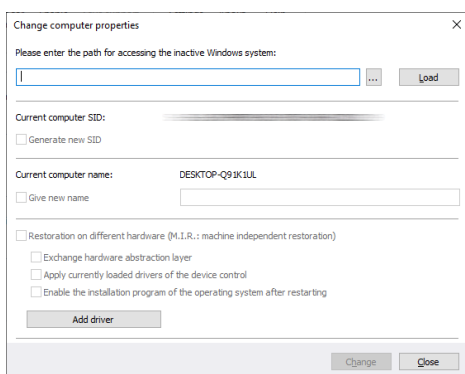 Change computer properties
Please enter the path for accessing the inactive Windows system:
... Load
Current computer SID:
Generate new SID
Current computer name: DESKTOP-Q91K1UL
Give new name
Restoration on different hardware (M.I.R.: machine independent restoration)
Exchange hardware abstraction layer
Apply currently loaded drivers of the device control
Enable the installation program of the operating system after restarting
Add driver
Change Close